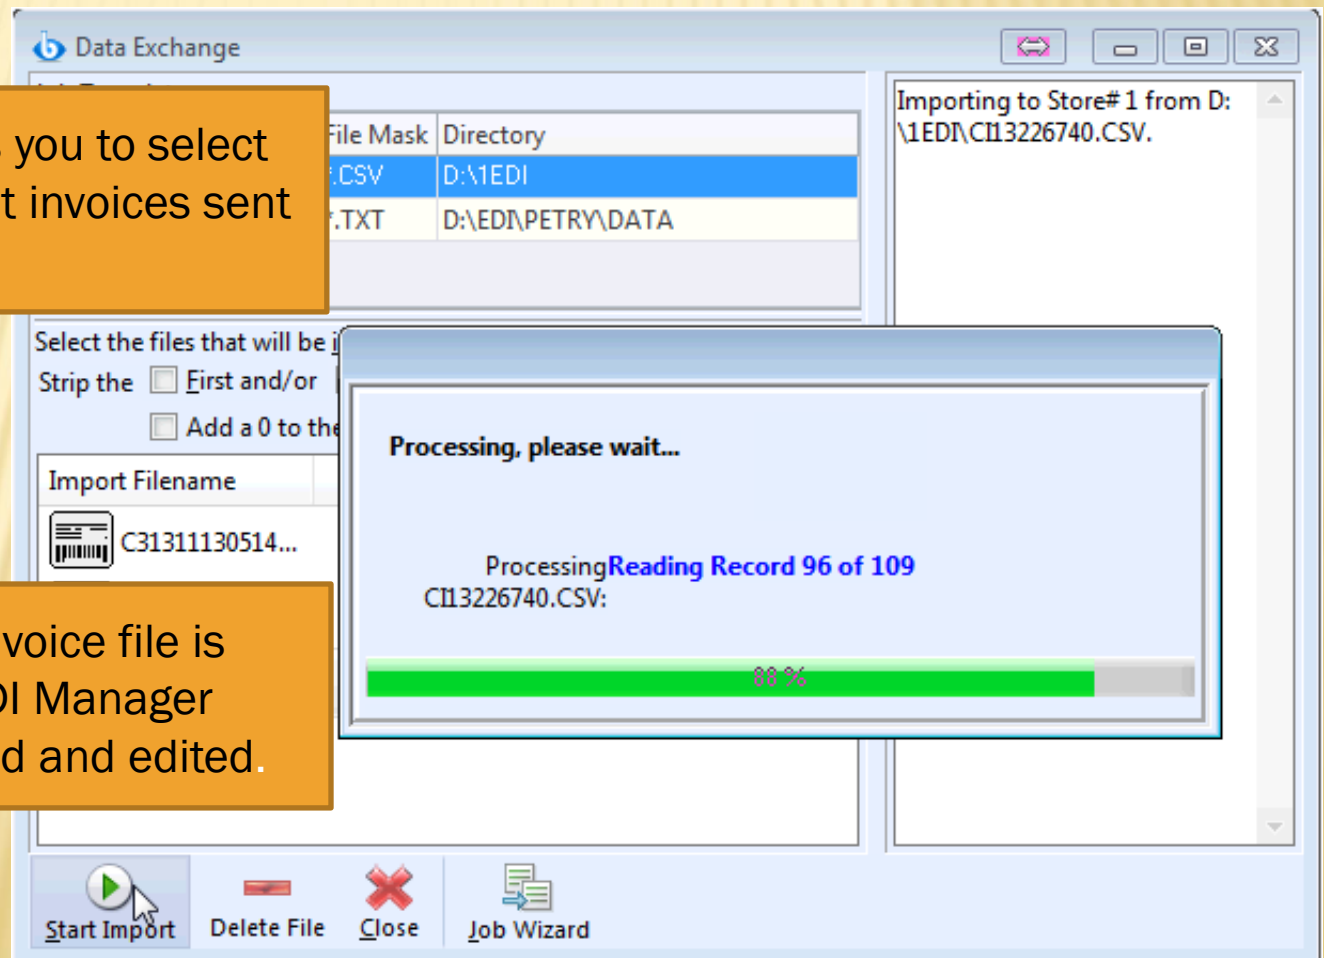 Data Exchange
you to select
invoices sent
File Mask Directory
*.CSV D:\1EDI
.TXT D:\EDI\PETRY\DATA
Importing to Store# 1 from D:
\1EDI\CI13226740.CSV.
Select the files that will be
Strip the First and/or
Add a 0 to the
Import Filename
C31311130514...
Processing, please wait...
Processing Reading Record 96 of 109
CI13226740.CSV:
88 %
voice file is
DI Manager
d and edited.
Start Import Delete File Close Job Wizard